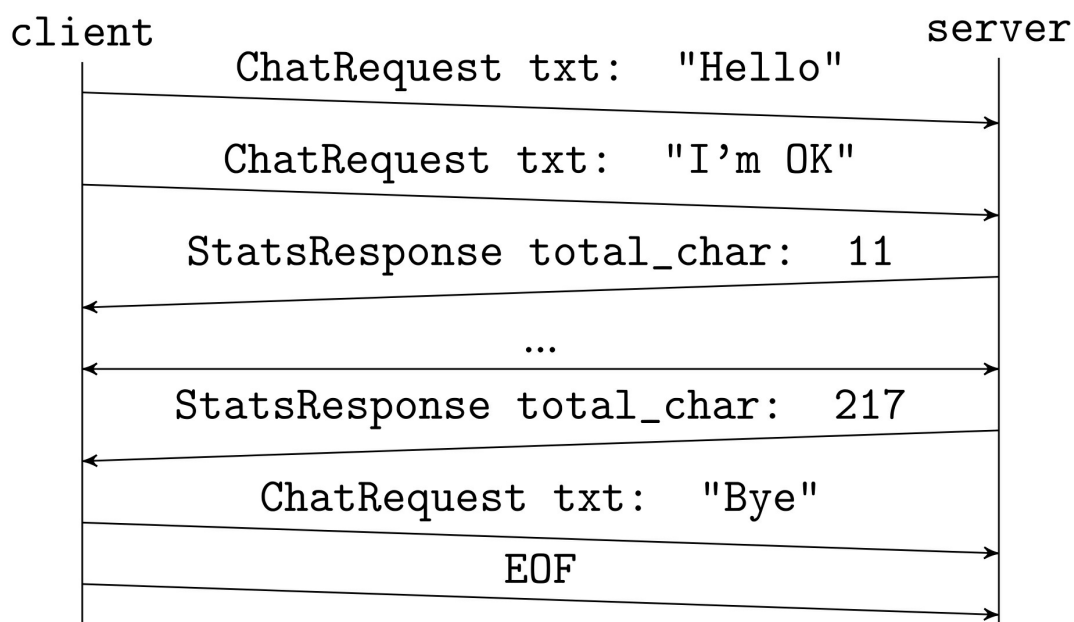 client server
ChatRequest txt: "Hello"
ChatRequest txt: "I'm OK"
StatsResponse total_char: 11
...
StatsResponse total_char: 217
ChatRequest txt: "Bye"
EOF